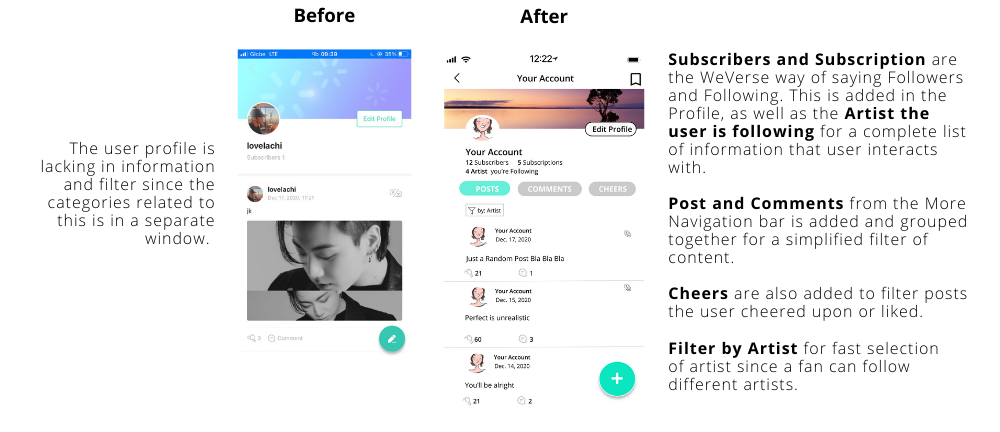 Before
After
The user profile is
lacking in information
and filter since the
categories related to
this is in a separate
window.
Globe LTE
09:39
35%
Edit Profile
lovelachi
Subscribers 1
lovelachi
Dec 17, 2020, 11:21
jk
3
Comment
12:22
Your Account
Edit Profile
Your Account
12 Subscribers 5 Subscriptions
4 Artist you're Following
POSTS
COMMENTS
CHEERS
by: Artist
Your Account
Dec. 17, 2020
Just a Random Post Bla Bla Bla
21
1
Your Account
Dec. 15, 2020
Perfect is unrealistic
60
3
Your Account
Dec. 14, 2020
You'll be alright
21
2
Subscribers and Subscription are
the WeVerse way of saying Followers
and Following. This is added in the
Profile, as well as the Artist the
user is following for a complete list
of information that user interacts
with.
Post and Comments from the More
Navigation bar is added and grouped
together for a simplified filter of
content.
Cheers are also added to filter posts
the user cheered upon or liked.
Filter by Artist for fast selection
of artist since a fan can follow
different artists.